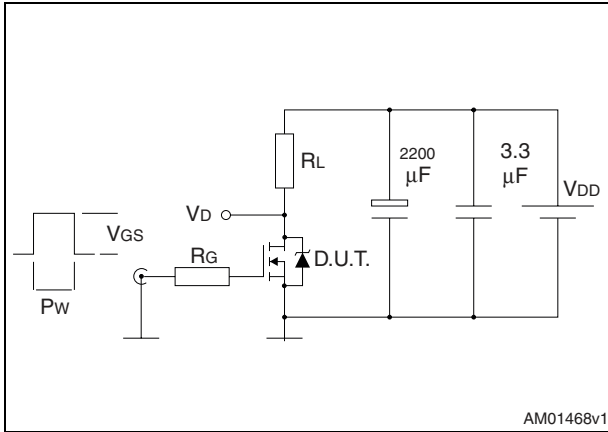 RL
2200
μF
3.3
μF
VDD
VD
VGS
RG
D.U.T.
PW
AM01468v1